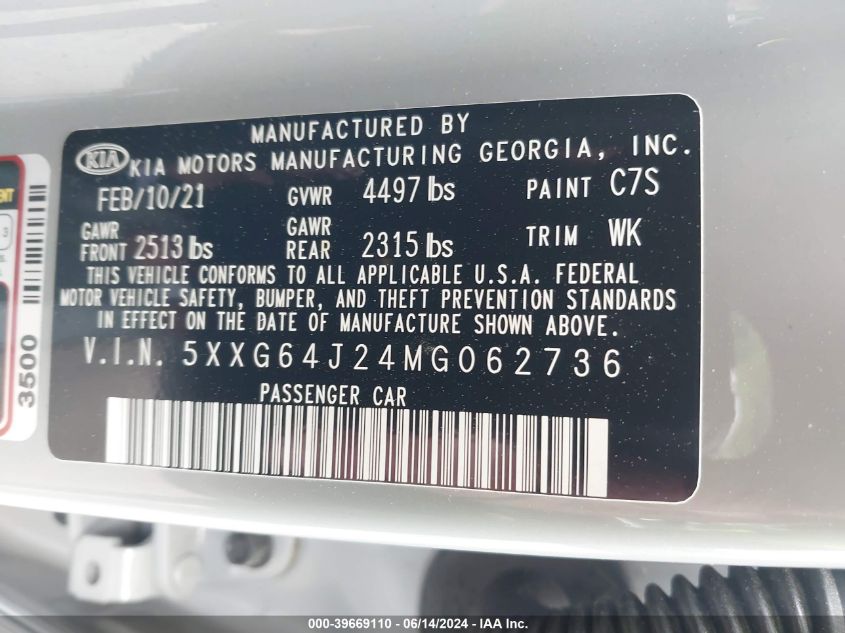 MANUFACTURED BY
KIA KIA MOTORS MANUFACTURING GEORGIA, INC.
FEB/10/21 GVWR 4497 lbs PAINT C7S
GAWR FRONT 2513 lbs GAWR REAR 2315 lbs TRIM WK
THIS VEHICLE CONFORMS TO ALL APPLICABLE U.S.A. FEDERAL
MOTOR VEHICLE SAFETY, BUMPER, AND THEFT PREVENTION STANDARDS
IN EFFECT ON THE DATE OF MANUFACTURE SHOWN ABOVE.
V.I.N. 5XXG64J24MG062736
PASSENGER CAR
3500
3
000-39669110 - 06/14/2024 - IAA Inc.